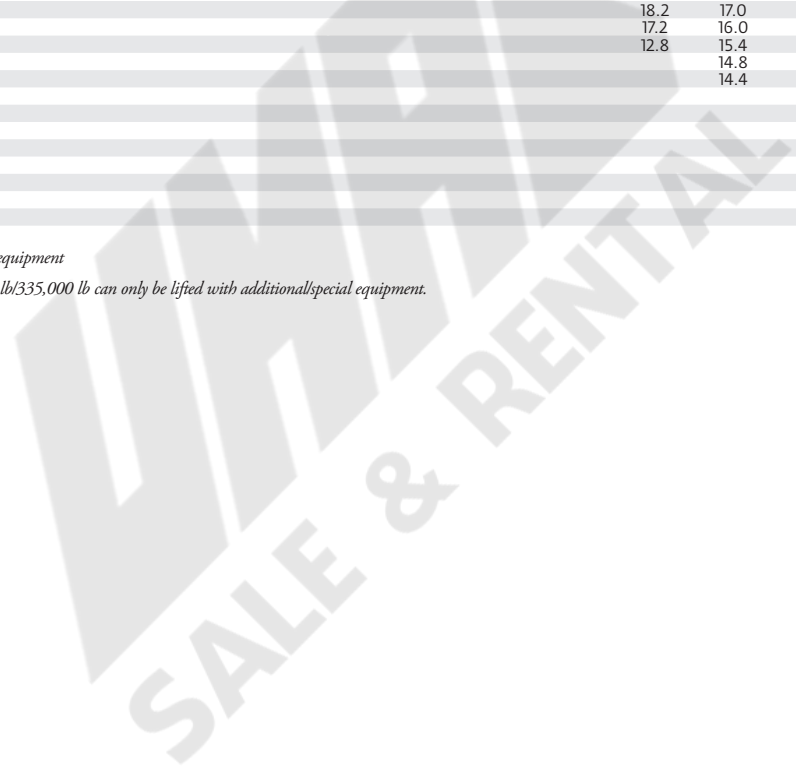 18.2 17.0
17.2 16.0
12.8 15.4
14.8
14.4
equipment
lb/335,000 lb can only be lifted with additional/special equipment.
SALE & RENTAL